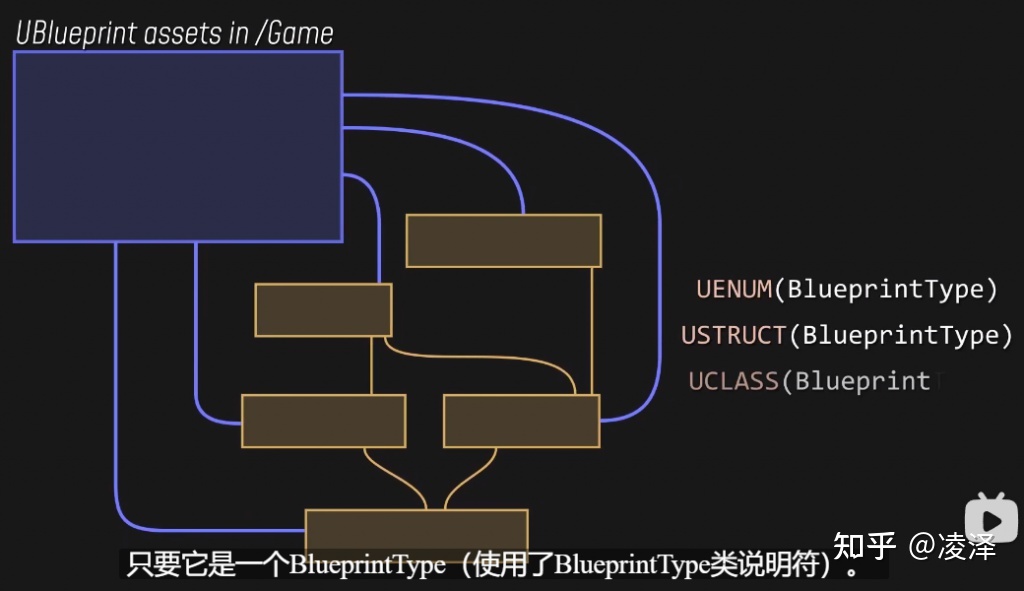 UBlueprint assets in /Game
UENUM(BlueprintType)
USTRUCT(BlueprintType)
UCLASS(Blueprint
知乎 @凌泽
只要它是一个BlueprintType（使用了BlueprintType类说明符）。